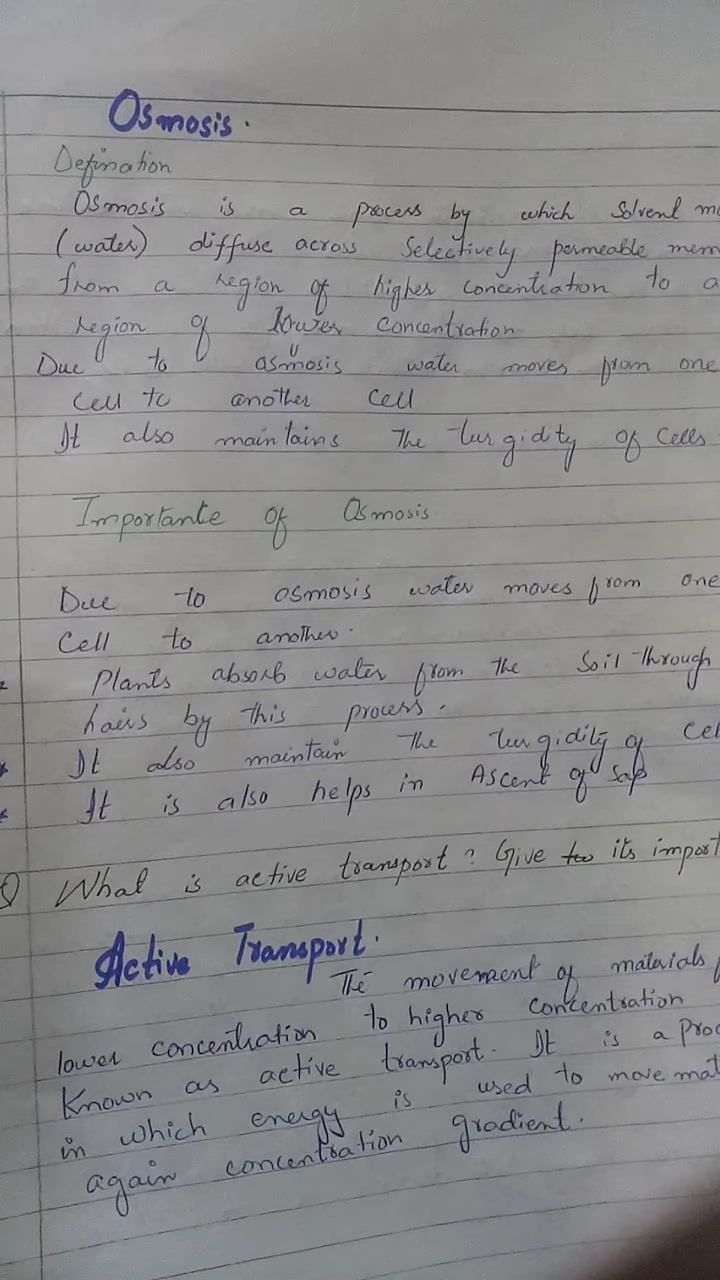 Osmosis.
Defination
Osmosis is a process by which Solvent m
(water) diffuse across Selectively permeable mem
from a region of higher concentration to a
region of lower concentration
Due to osmosis water moves from one
cell to another cell
It also maintains the turgidity of cells
Importante of Osmosis
Due to osmosis water moves from one
Cell to another.
Plants absorb water from the Soil through
hairs by this process.
It also maintain the turgidity of cel
It is also helps in Ascent of Sap
What is active transport? Give its import
Active Transport.
The movement of materials f
lower concentration to higher concentration
Known as active transport. It is a proc
in which energy is used to move mat
again concentration gradient.